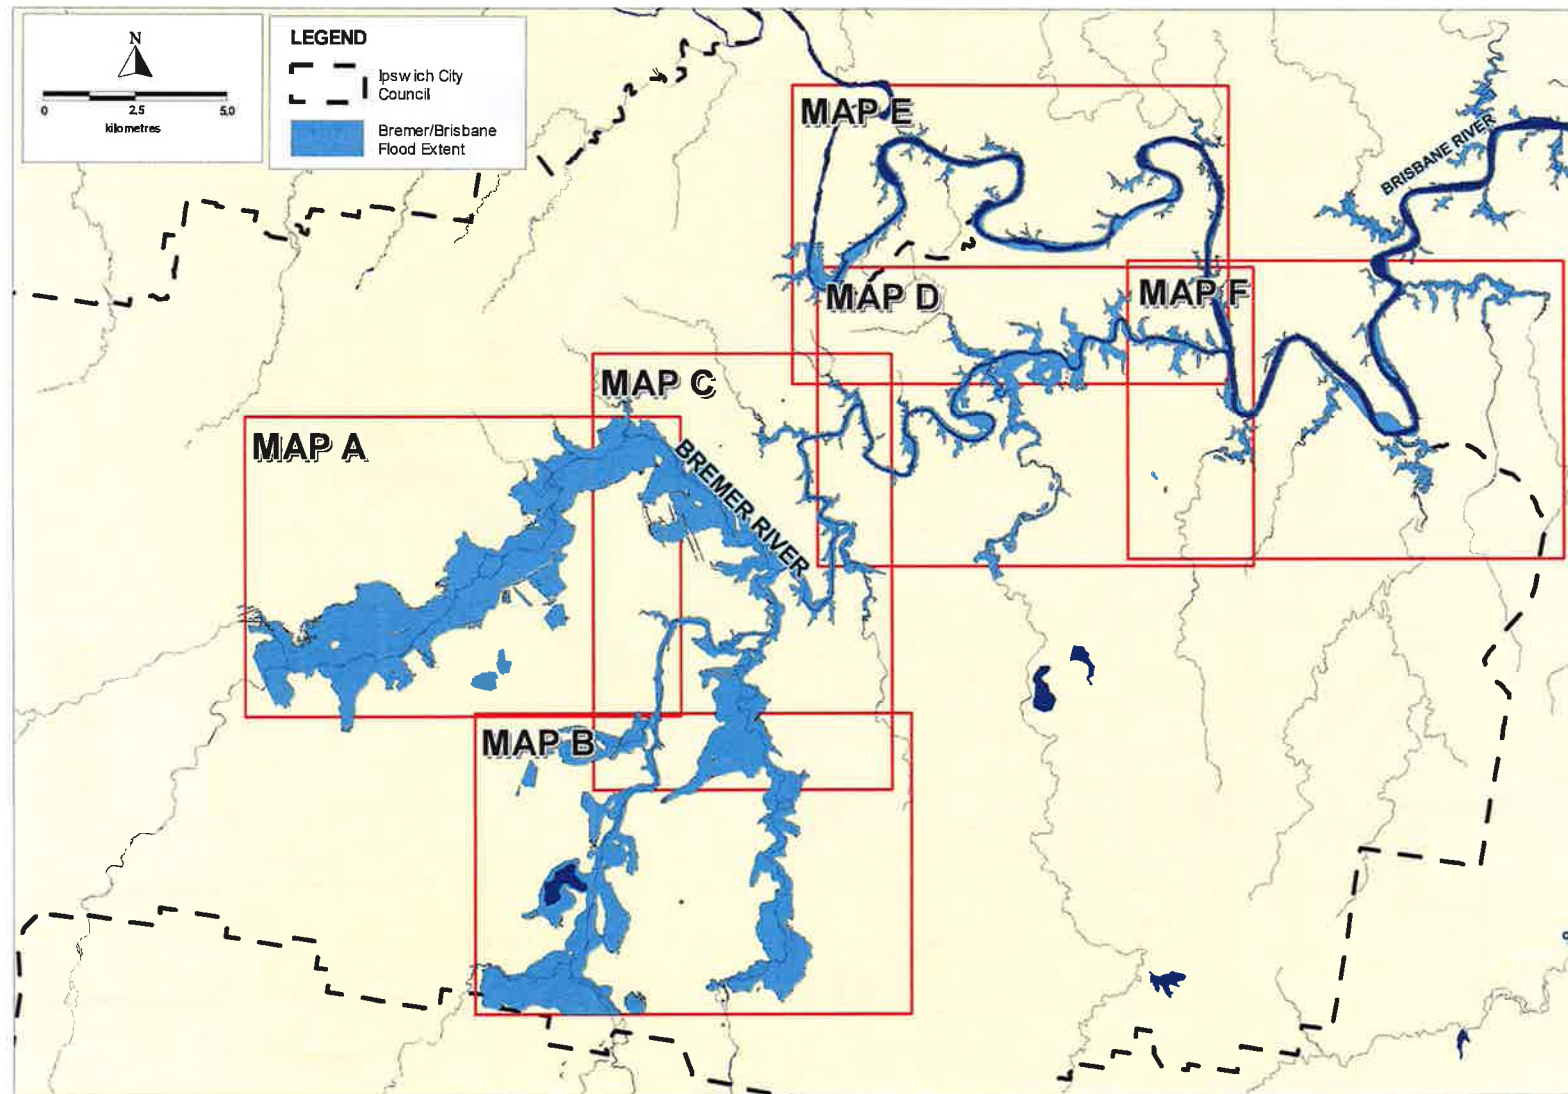 N
0 2.5 5.0
kilometres
LEGEND
Ipswich City
Council
Bremer/Brisbane
Flood Extent
MAP E
BRISBANE RIVER
MAP D
MAP F
MAP C
MAP A
BREMER RIVER
MAP B